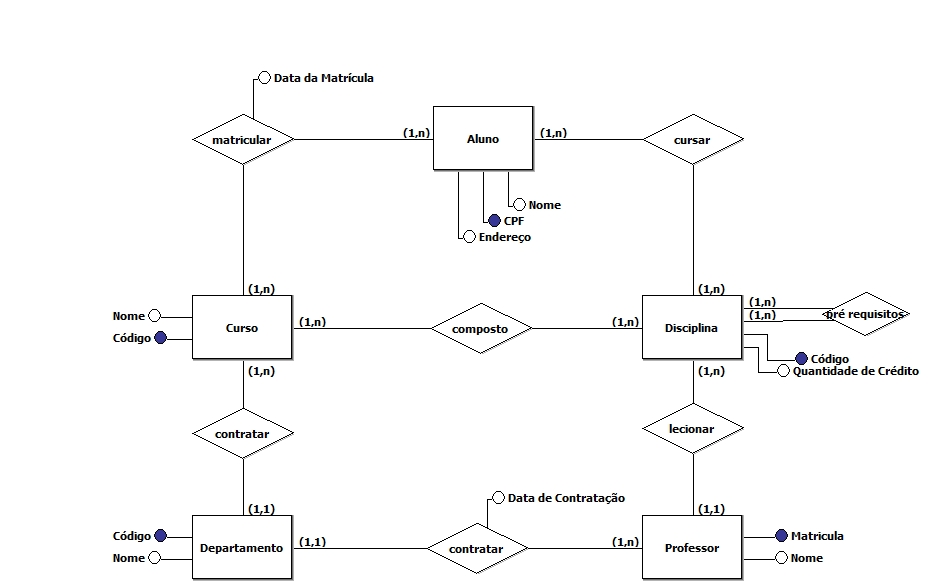 Data da Matrícula
matricular
(1,n)
Aluno
(1,n)
cursar
Nome
CPF
Endereço
(1,n)
(1,n)
Nome
Código
Curso
(1,n)
composto
(1,n)
Disciplina
(1,n)
(1,n)
pré requisitos
Código
Quantidade de Crédito
(1,n)
(1,n)
contratar
lecionar
(1,1)
(1,1)
Data de Contratação
Código
Nome
Departamento
(1,1)
contratar
(1,n)
Professor
Matricula
Nome